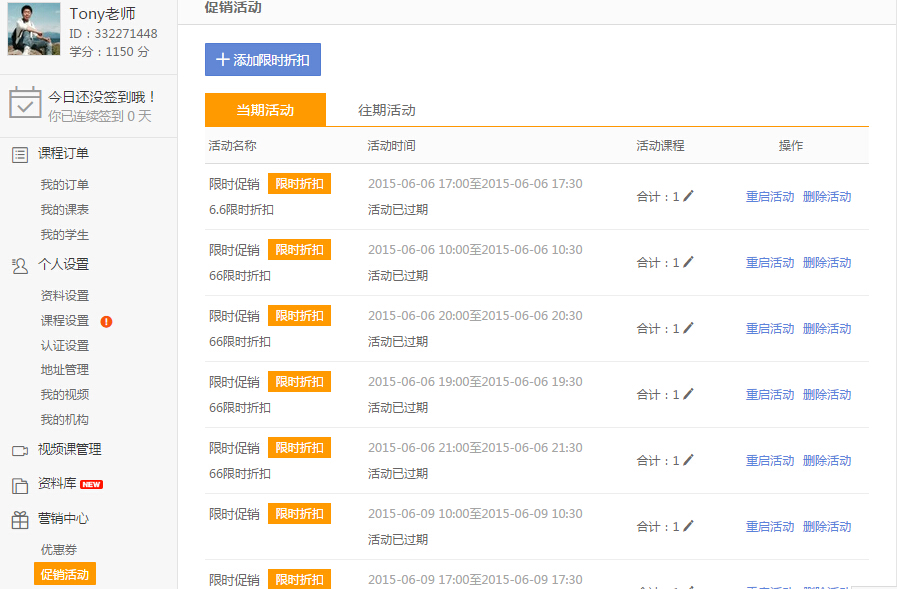 Tony老师
ID：332271448
学分：1150 分
今日还没签到哦！
你已连续签到 0 天
课程订单
我的订单
我的课表
我的学生
个人设置
资料设置
课程设置
认证设置
地址管理
我的视频
我的机构
视频课管理
资料库 NEW
营销中心
优惠券
促销活动
促销活动
添加限时折扣
当期活动 往期活动
活动名称 活动时间 活动课程 操作
限时促销 限时折扣 2015-06-06 17:00至2015-06-06 17:30
合计：1 重启活动 删除活动
6.6限时折扣 活动已过期
限时促销 限时折扣 2015-06-06 10:00至2015-06-06 10:30
合计：1 重启活动 删除活动
66限时折扣 活动已过期
限时促销 限时折扣 2015-06-06 20:00至2015-06-06 20:30
合计：1 重启活动 删除活动
66限时折扣 活动已过期
限时促销 限时折扣 2015-06-06 19:00至2015-06-06 19:30
合计：1 重启活动 删除活动
66限时折扣 活动已过期
限时促销 限时折扣 2015-06-06 21:00至2015-06-06 21:30
合计：1 重启活动 删除活动
66限时折扣 活动已过期
限时促销 限时折扣 2015-06-09 10:00至2015-06-09 10:30
合计：1 重启活动 删除活动
活动已过期
限时促销 限时折扣 2015-06-09 17:00至2015-06-09 17:30